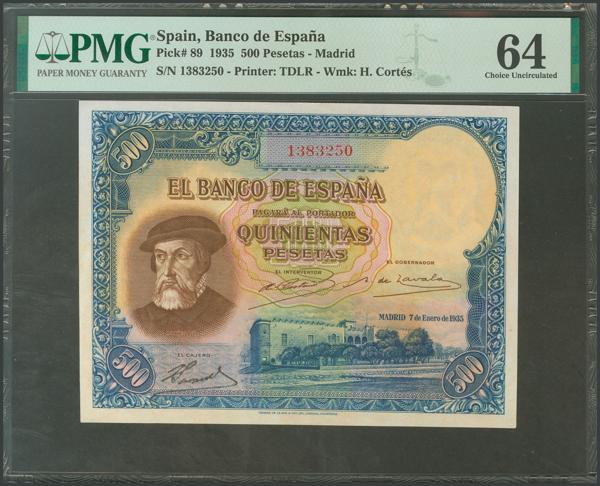 PMG
PAPER MONEY GUARANTY
Spain, Banco de España
Pick# 89 1935 500 Pesetas - Madrid
S/N 1383250 - Printer: TDLR - Wmk: H. Cortés
64
Choice Uncirculated
500
1383250
EL BANCO DE ESPAÑA
PAGARÁ AL PORTADOR
QUINIENTAS
PESETAS
EL INTERVENTOR
EL GOBERNADOR
de Zavala
MADRID 7 de Enero de 1935
EL CAJERO
500
500